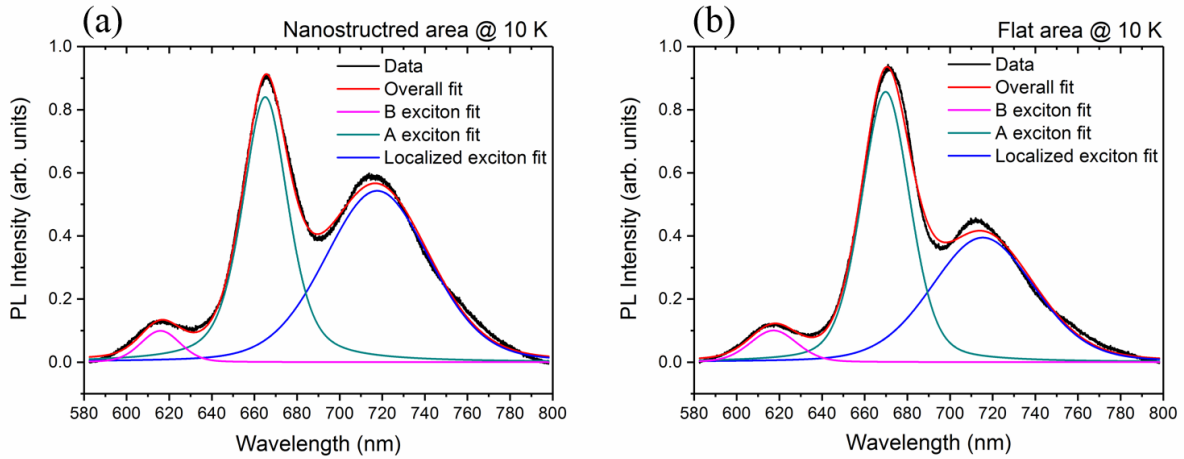 (a)
Nanostructred area @ 10 K
1.0
0.8
0.6
0.4
0.2
0.0
PL Intensity (arb. units)
Data
Overall fit
B exciton fit
A exciton fit
Localized exciton fit
580 600 620 640 660 680 700 720 740 760 780 800
Wavelength (nm)
(b)
Flat area @ 10 K
1.0
0.8
0.6
0.4
0.2
0.0
PL Intensity (arb. units)
Data
Overall fit
B exciton fit
A exciton fit
Localized exciton fit
580 600 620 640 660 680 700 720 740 760 780 800
Wavelength (nm)